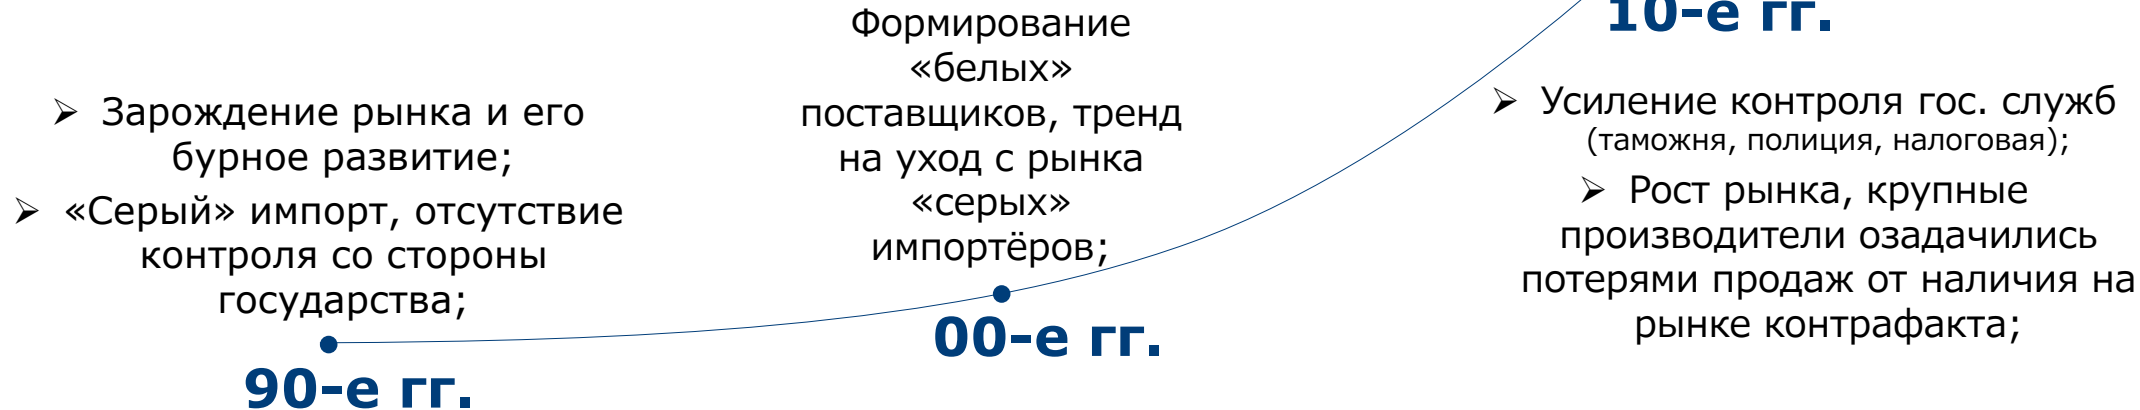 ➢ Зарождение рынка и его
бурное развитие;
➢ «Серый» импорт, отсутствие
контроля со стороны
государства;
90-е гг.
Формирование
«белых»
поставщиков, тренд
на уход с рынка
«серых»
импортёров;
00-е гг.
10-е гг.
➢ Усиление контроля гос. служб
(таможня, полиция, налоговая);
➢ Рост рынка, крупные
производители озадачились
потерями продаж от наличия на
рынке контрафакта;